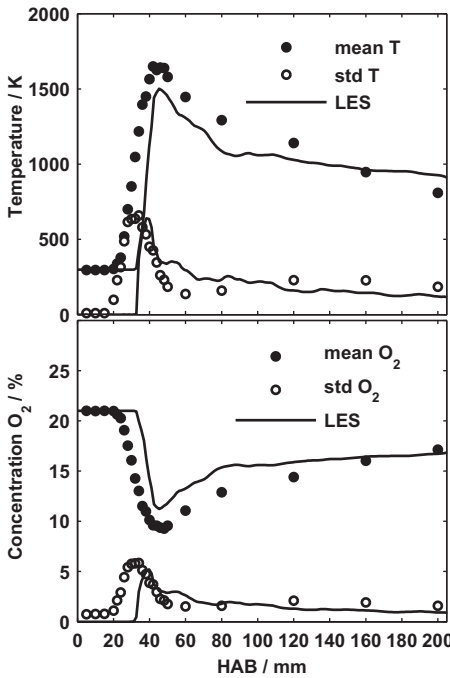 2000
mean T
std T
LES
1500
1000
500
0
Temperature / K
25
mean O₂
std O₂
LES
20
15
10
5
0
Concentration O₂ / %
0 20 40 60 80 100 120 140 160 180 200
HAB / mm